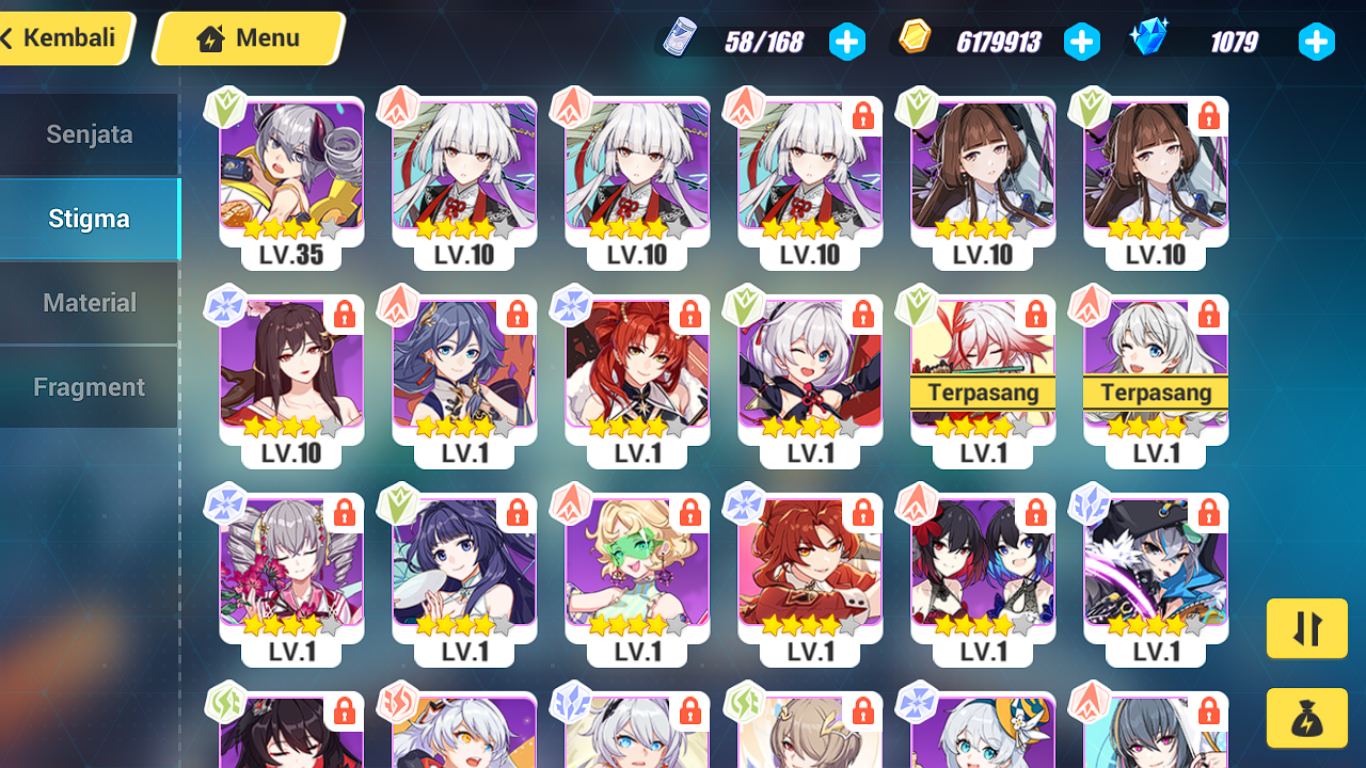 Kembali
Menu
58/168
6179913
1079
Senjata
Stigma
Material
Fragment
LV.35
LV.10
LV.10
LV.10
LV.10
LV.10
Terpasang
Terpasang
LV.10
LV.1
LV.1
LV.1
LV.1
LV.1
LV.1
LV.1
LV.1
LV.1
LV.1
LV.1